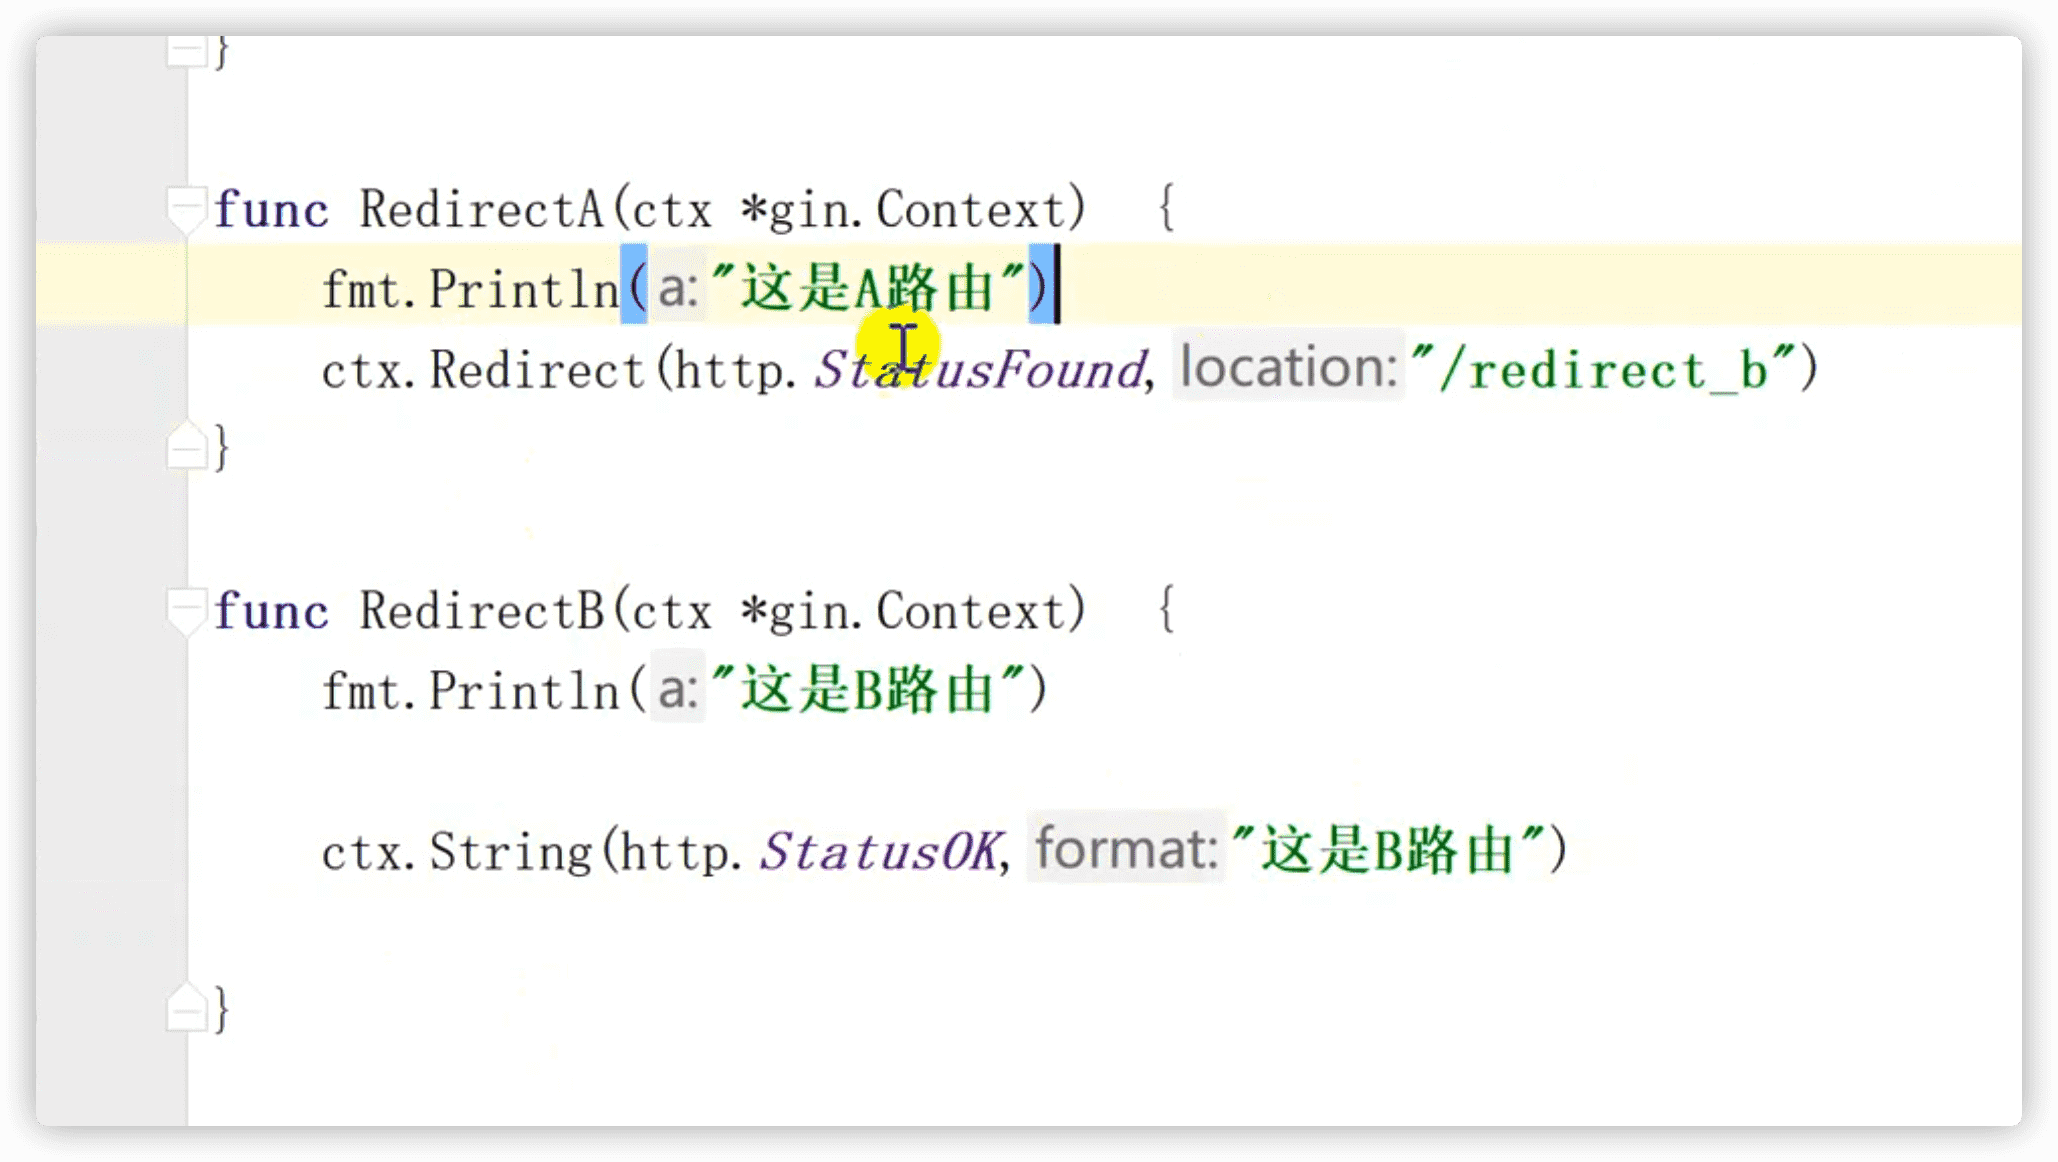 }
func RedirectA(ctx *gin.Context) {
fmt.Println(a:"这是A路由")
ctx.Redirect(http.StatusFound, location:"/redirect_b")
}
func RedirectB(ctx *gin.Context) {
fmt.Println(a:"这是B路由")
ctx.String(http.StatusOK, format:"这是B路由")
}